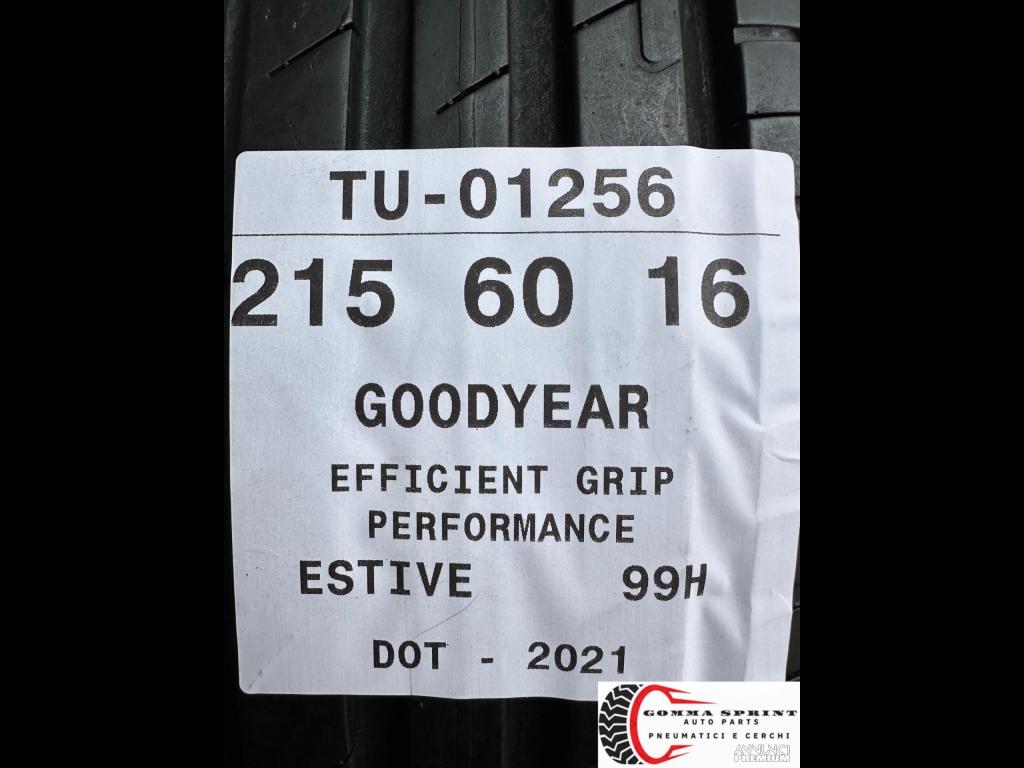 TU-01256
215 60 16
GOODYEAR
EFFICIENT GRIP
PERFORMANCE
ESTIVE 99H
DOT - 2021
GOMMA SPRINT
AUTO PARTS
PNEUMATICI E CERCHI
ANNUNCI
PREMIUM